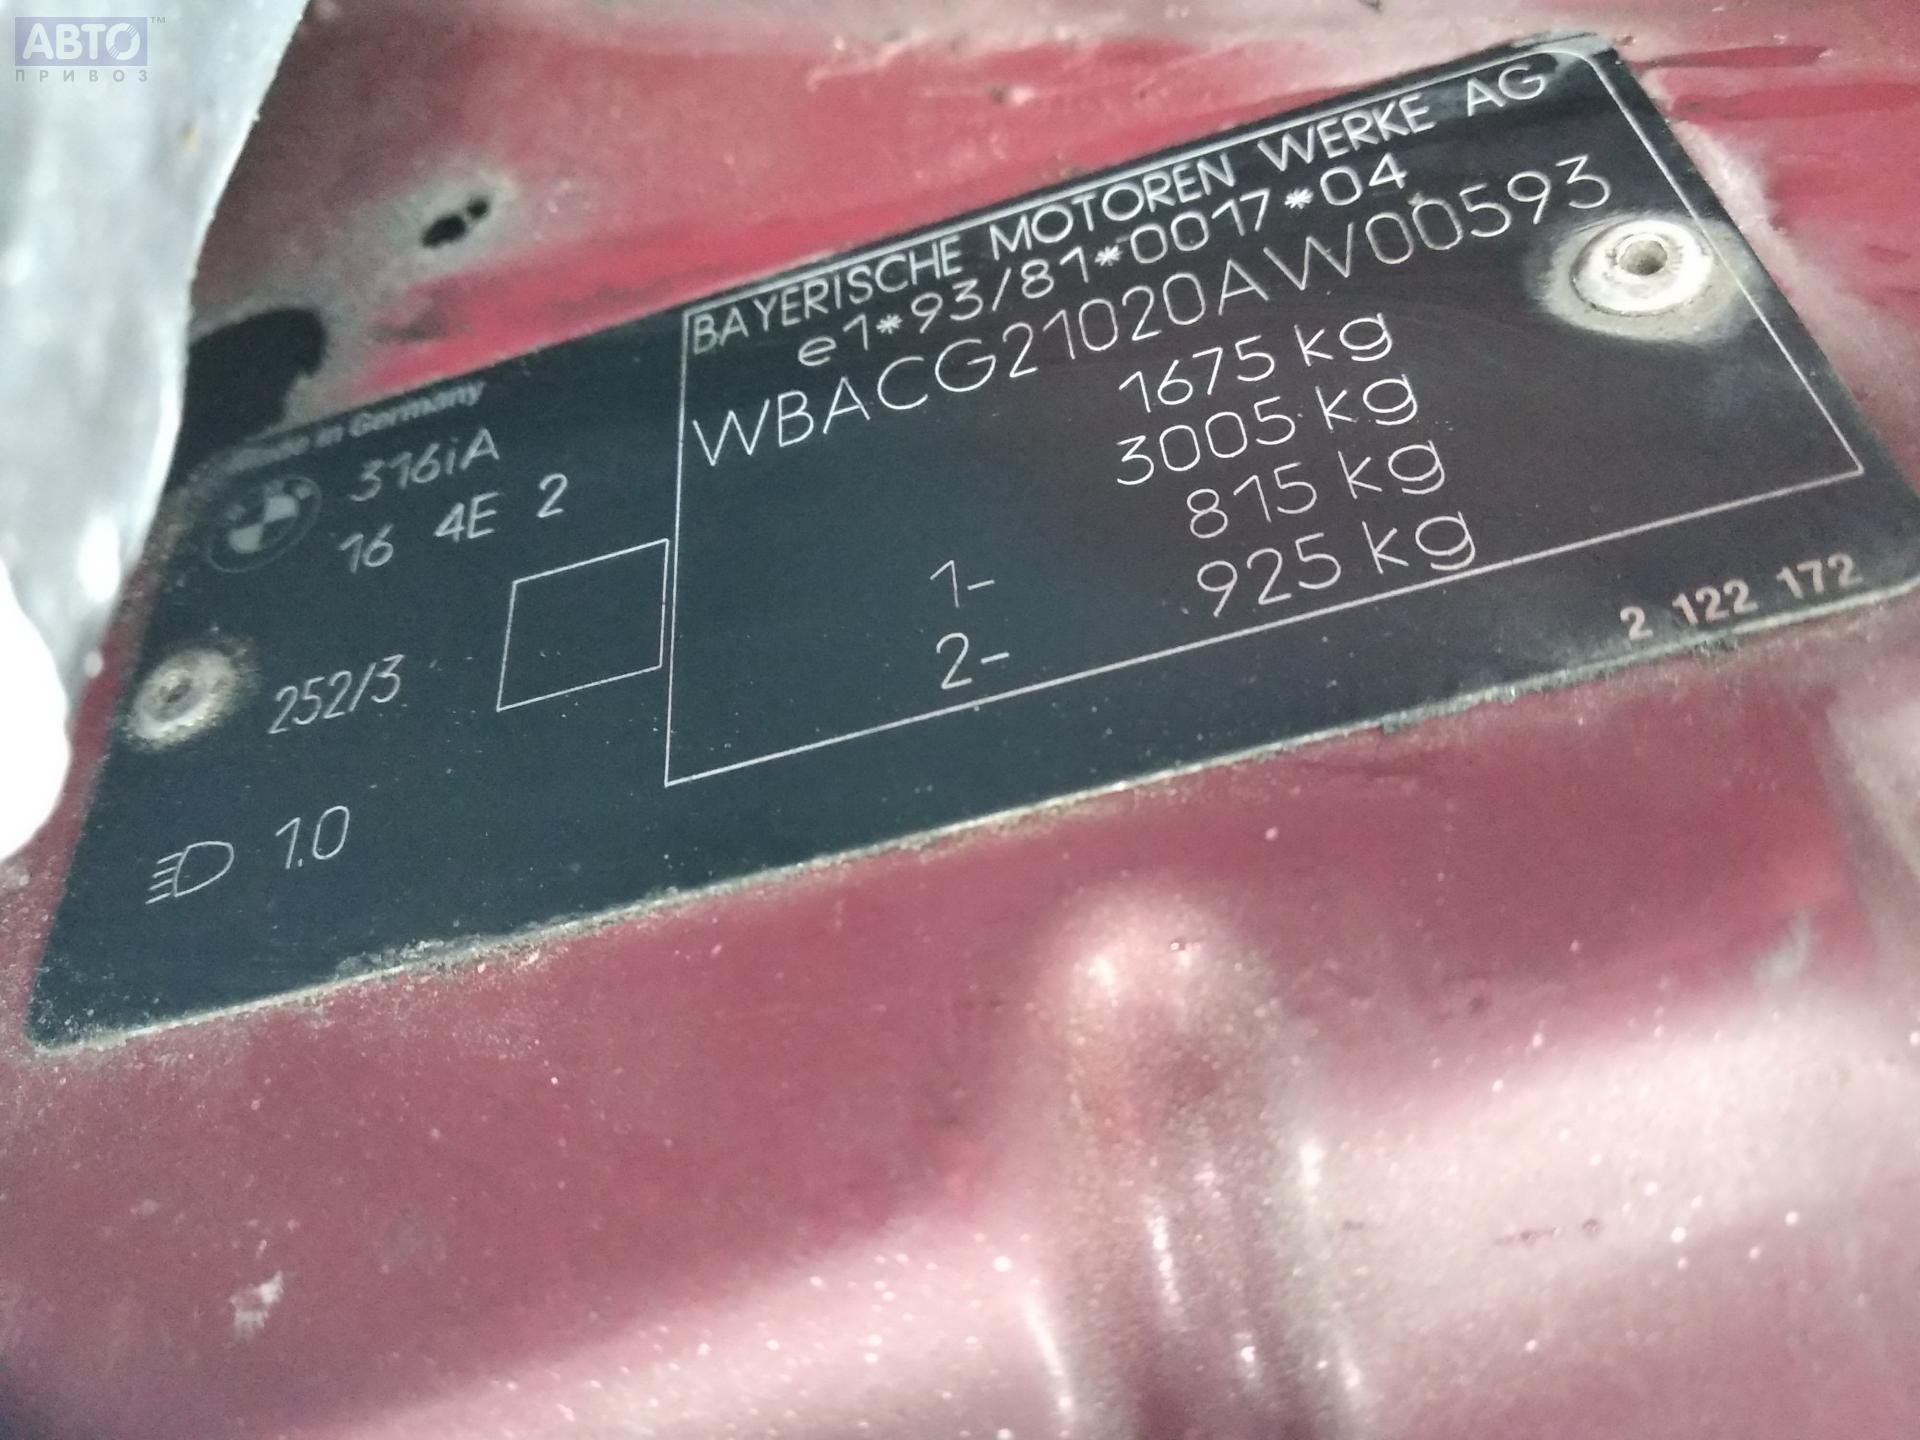 АВТО™
ПРИВОЗ
BAYERISCHE MOTOREN WERKE AG
e1*93/81*0017*04
WBACG21020AW00593
1675 kg
3005 kg
1- 815 kg
2- 925 kg
Made in Germany
316iA
16 4E 2
252/3
1.0
2 122 172